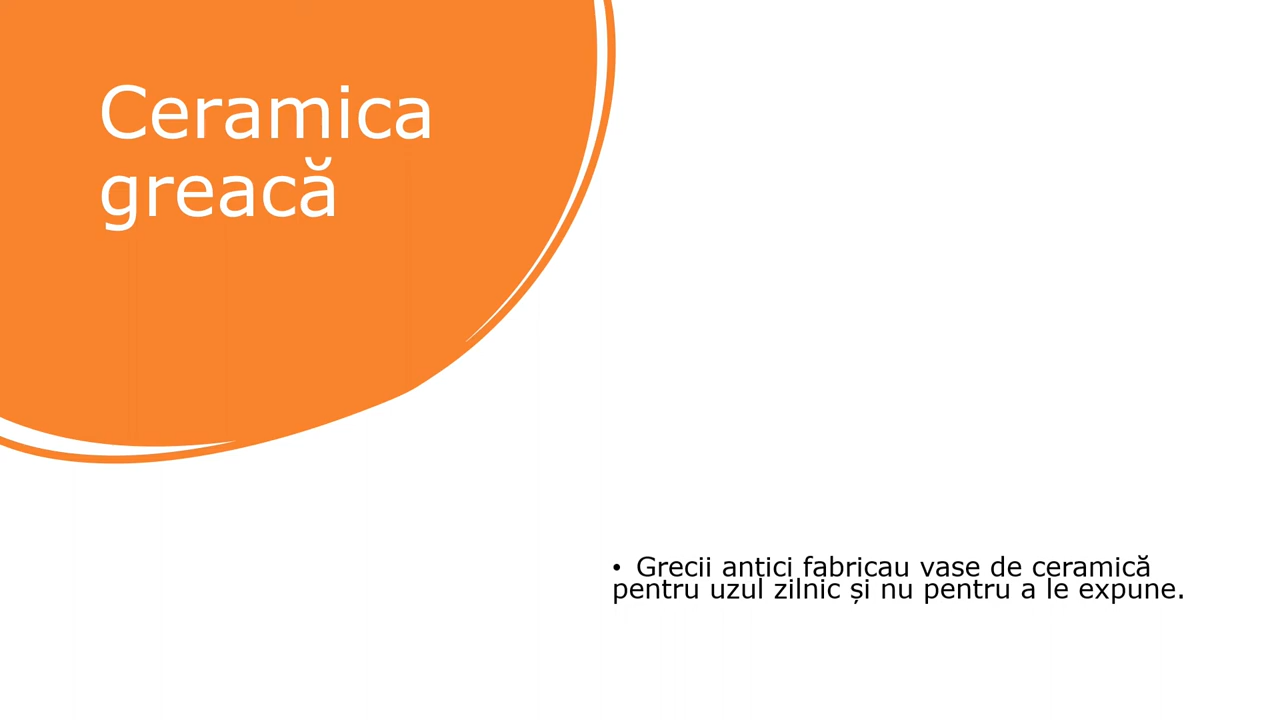 Ceramica
greacă
• Grecii antici fabricau vase de ceramică
pentru uzul zilnic și nu pentru a le expune.